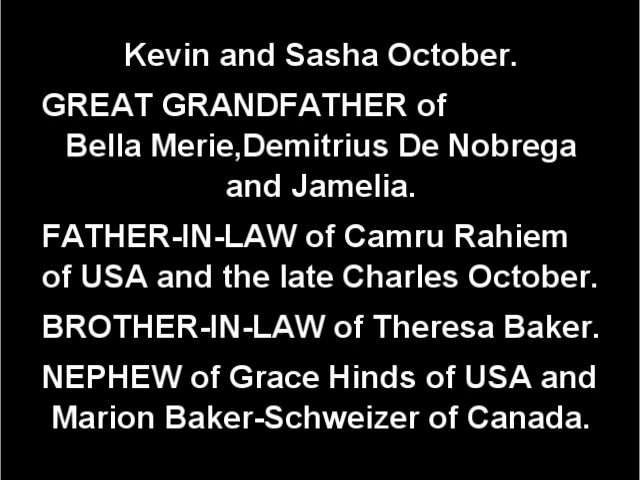 Kevin and Sasha October.
GREAT GRANDFATHER of
Bella Merie,Demitrius De Nobrega
and Jamelia.
FATHER-IN-LAW of Camru Rahiem
of USA and the late Charles October.
BROTHER-IN-LAW of Theresa Baker.
NEPHEW of Grace Hinds of USA and
Marion Baker-Schweizer of Canada.